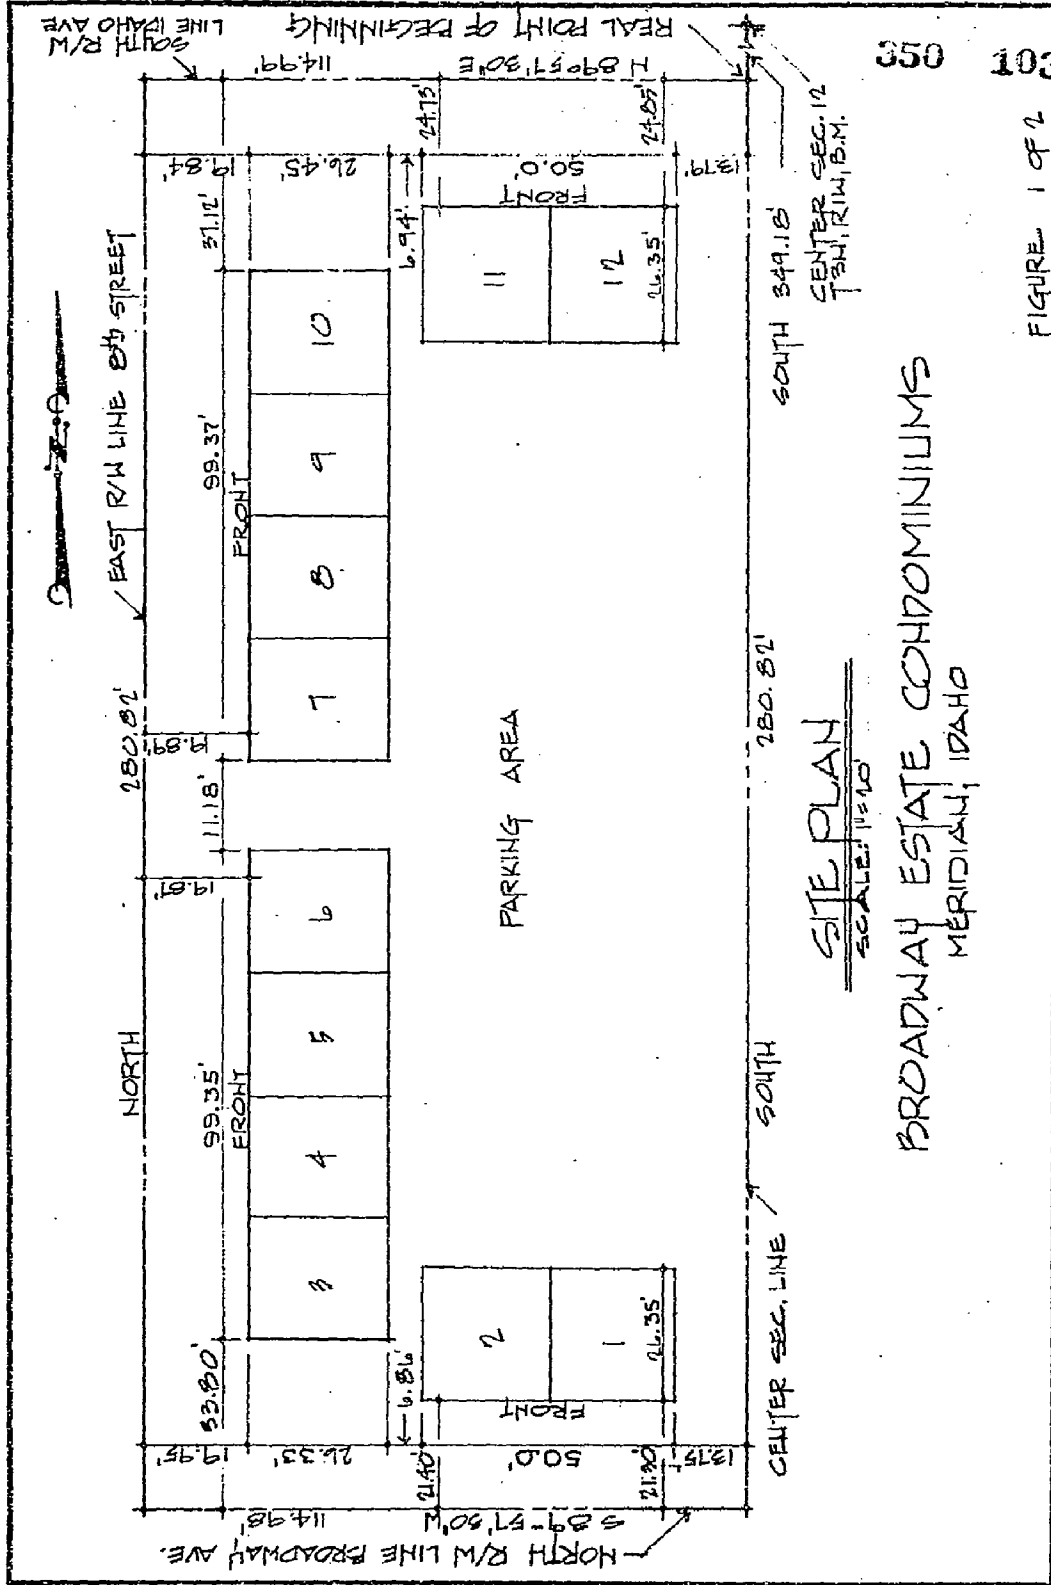 350 103
FIGURE 1 OF 2
SOUTH R/W
LINE IDAHO AVE
REAL POINT OF BEGINNING
114.99'
N 89°57'30"E
EAST R/W LINE 8th STREET
NORTH
280.82'
19.84'
26.45'
6.94'
50.0'
13.79'
24.73'
24.85'
37.12'
99.37'
FRONT
19.89'
11.18'
19.87'
99.35'
FRONT
33.80'
10
9
8
7
6
5
4
3
FRONT
11
12
26.35'
PARKING AREA
2
1
26.35'
FRONT
19.95'
26.33'
6.86'
50.0'
13.75'
21.40'
21.30'
114.98'
S 89°57'30"W
NORTH R/W LINE BROADWAY AVE.
CENTER SEC. LINE
SOUTH
280.82'
SOUTH 349.18'
CENTER SEC. 12
T3N, R1W, B.M.
SITE PLAN
SCALE: 1"=20'
BROADWAY ESTATE CONDOMINIUMS
MERIDIAN, IDAHO